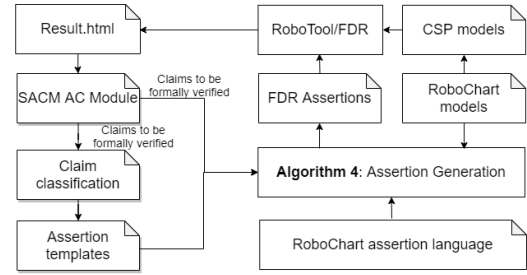 Result.html
RoboTool/FDR
CSP models
Claims to be
formally verified
SACM AC Module
FDR Assertions
RoboChart
models
Claims to be
formally verified
Claim
classification
Algorithm 4: Assertion Generation
Assertion
templates
RoboChart assertion language